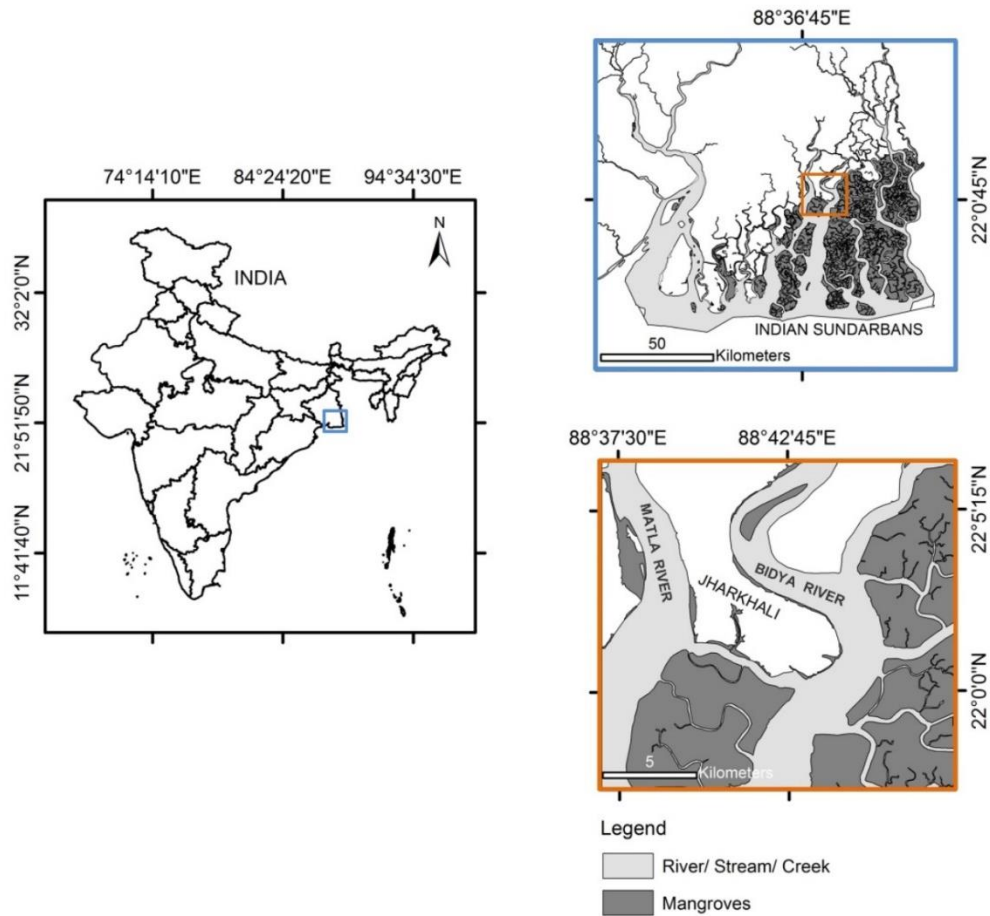 88°36'45"E
22°0'45"N
INDIAN SUNDARBANS
50
Kilometers
74°14'10"E 84°24'20"E 94°34'30"E
N
INDIA
32°2'0"N
21°51'50"N
11°41'40"N
88°37'30"E 88°42'45"E
22°5'15"N
22°0'0"N
MATLA RIVER
BIDYA RIVER
JHARKHALI
5
Kilometers
Legend
River/ Stream/ Creek
Mangroves